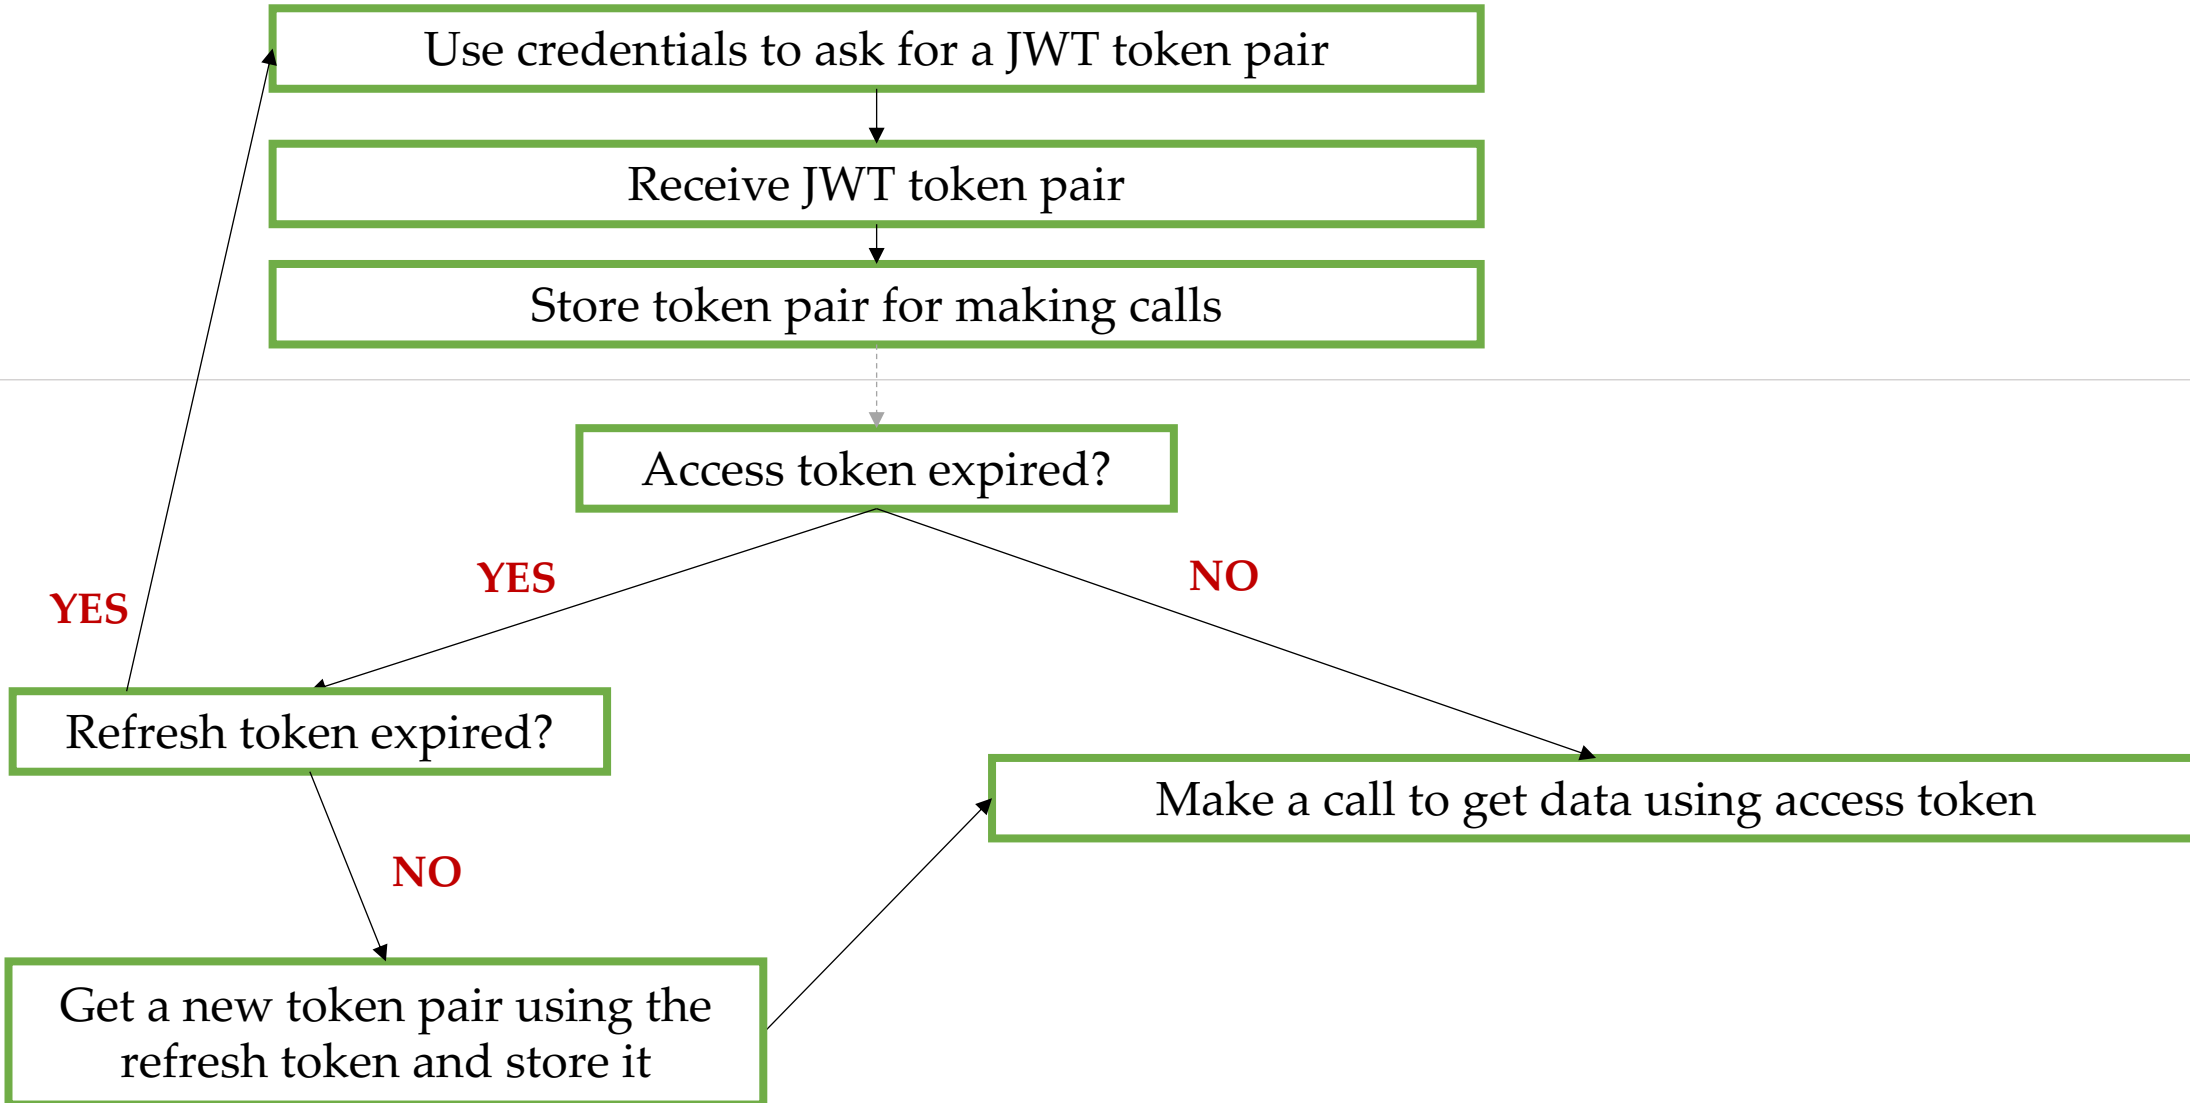 Use credentials to ask for a JWT token pair
Receive JWT token pair
Store token pair for making calls
Access token expired?
YES
NO
YES
Refresh token expired?
Make a call to get data using access token
NO
Get a new token pair using the
refresh token and store it